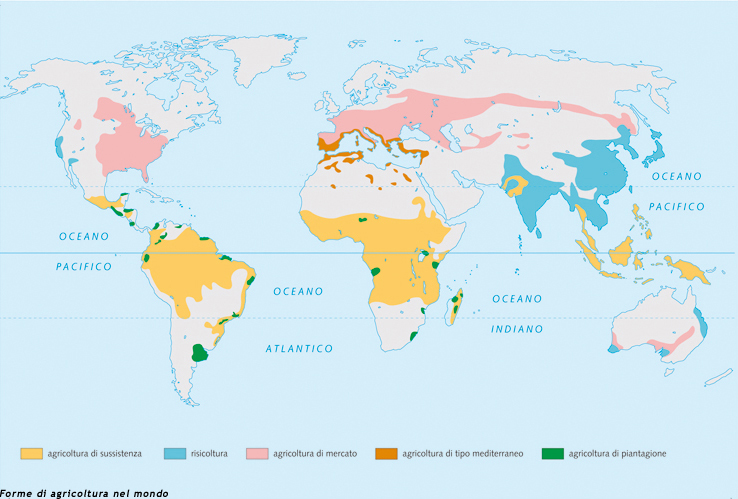 OCEANO
PACIFICO
OCEANO
PACIFICO
OCEANO
ATLANTICO
OCEANO
INDIANO
agricoltura di sussistenza
risicoltura
agricoltura di mercato
agricoltura di tipo mediterraneo
agricoltura di piantagione
Forme di agricoltura nel mondo